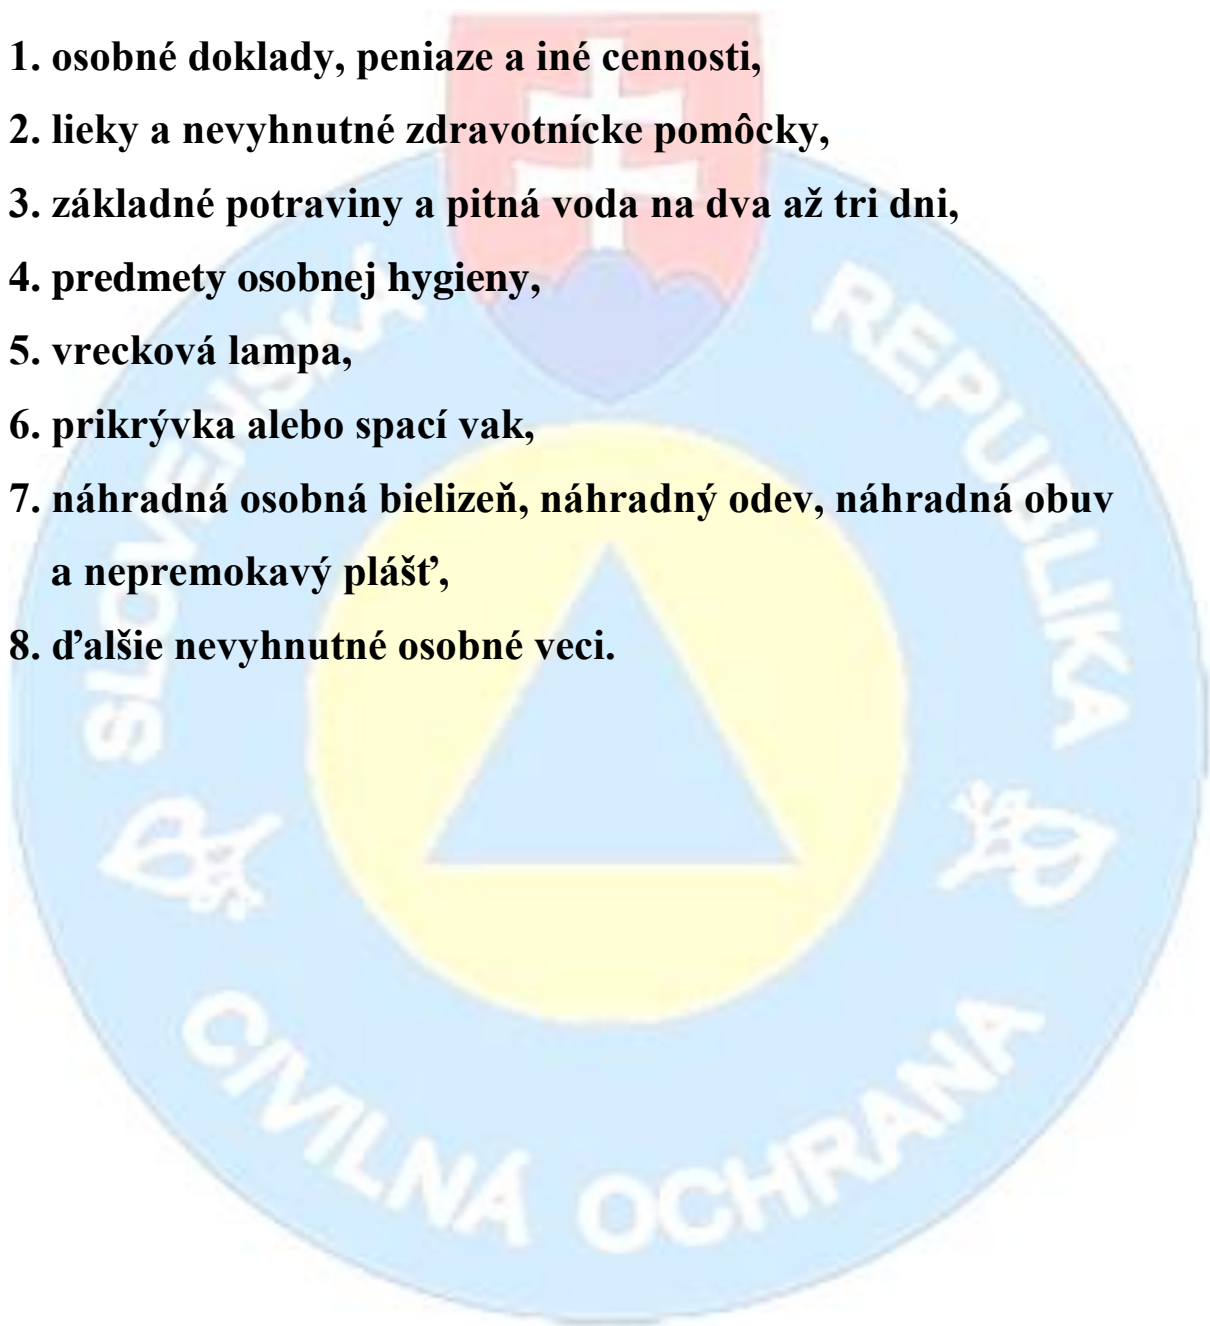 1. osobné doklady, peniaze a iné cennosti,
2. lieky a nevyhnutné zdravotnícke pomôcky,
3. základné potraviny a pitná voda na dva až tri dni,
4. predmety osobnej hygieny,
5. vrecková lampa,
6. prikrývka alebo spací vak,
7. náhradná osobná bielizeň, náhradný odev, náhradná obuv
a nepremokavý plášť,
8. ďalšie nevyhnutné osobné veci.
SLOVENSKÁ REPUBLIKA
CIVILNÁ OCHRANA